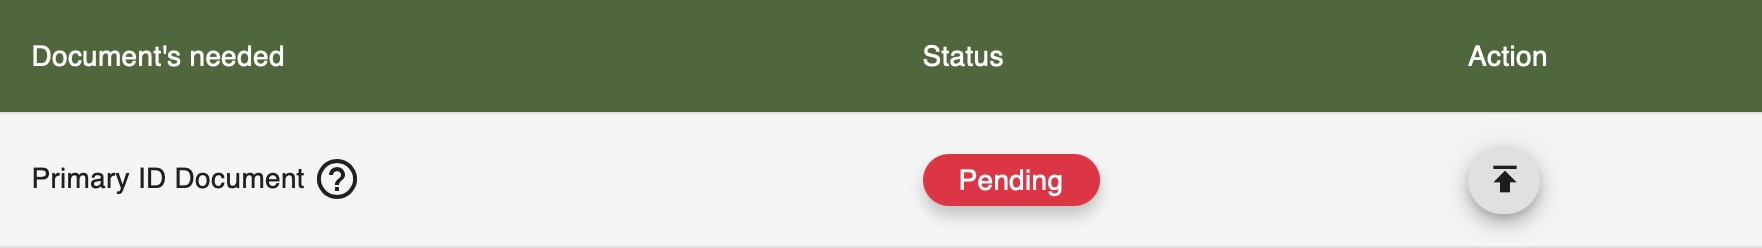 Document's needed Status Action
Primary ID Document ? Pending